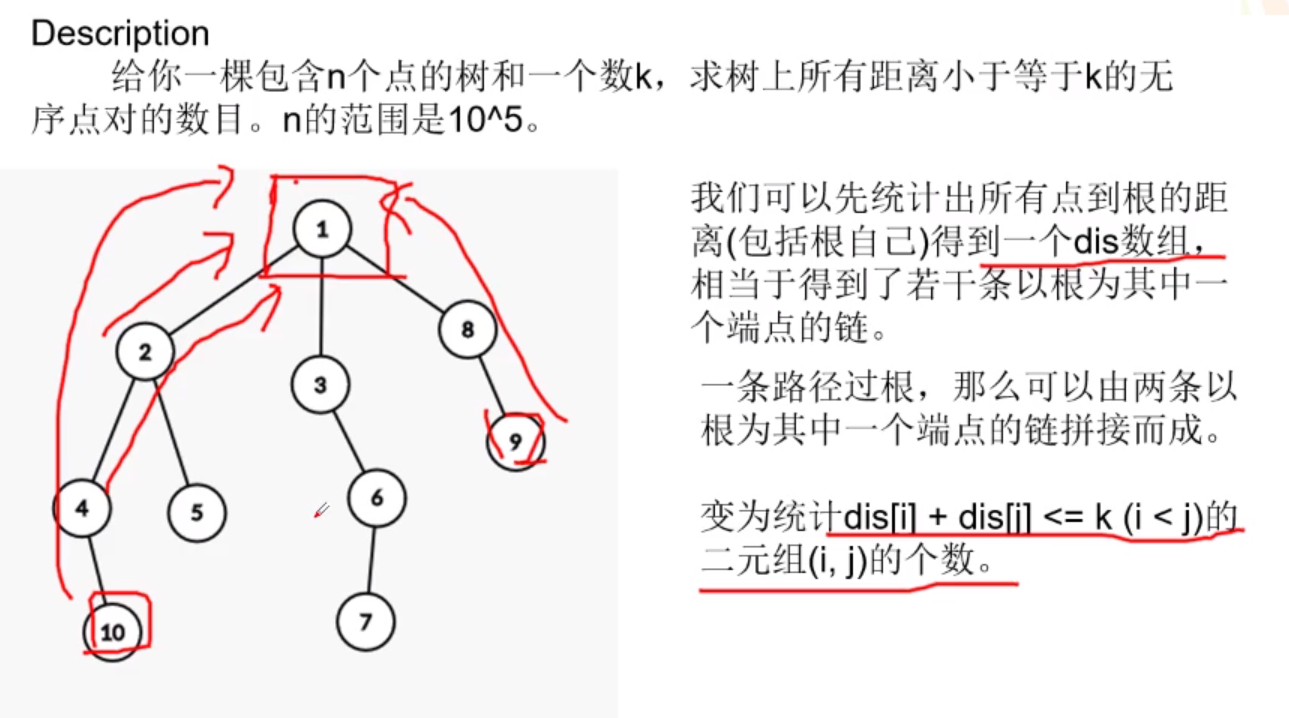 Description
给你一棵包含n个点的树和一个数k，求树上所有距离小于等于k的无
序点对的数目。n的范围是10^5。
我们可以先统计出所有点到根的距
离(包括根自己)得到一个dis数组，
相当于得到了若干条以根为其中一
个端点的链。
一条路径过根，那么可以由两条以
根为其中一个端点的链拼接而成。
变为统计dis[i] + dis[j] <= k (i < j)的
二元组(i, j)的个数。
1
2
8
3
9
4
5
6
10
7